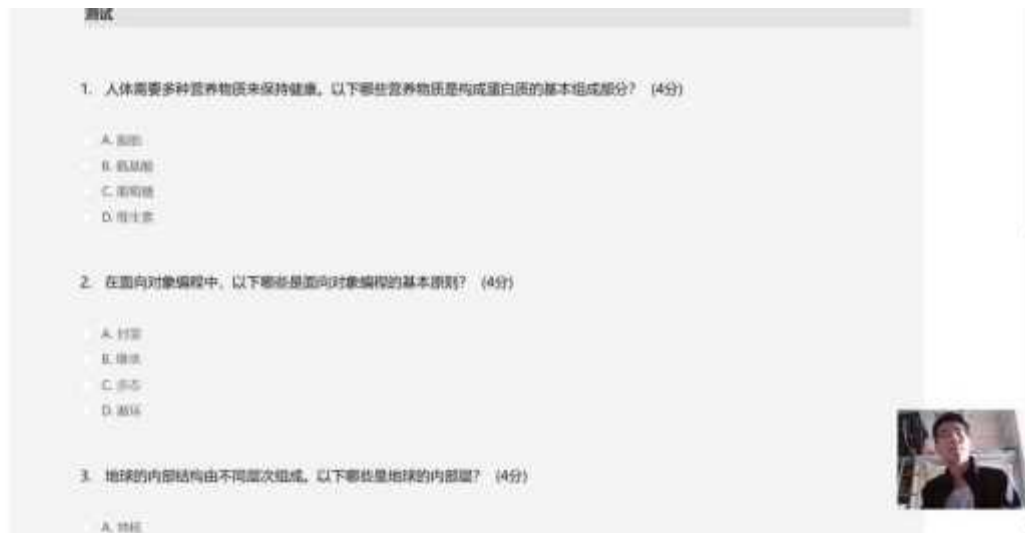 测试
1. 人体需要多种营养物质来保持健康。以下哪些营养物质是构成蛋白质的基本组成部分？ (4分)
A. 脂肪
B. 氨基酸
C. 葡萄糖
D. 维生素
2. 在面向对象编程中，以下哪些是面向对象编程的基本原则？ (4分)
A. 封装
B. 继承
C. 多态
D. 循环
3. 地球的内部结构由不同层次组成。以下哪些是地球的内部层？ (4分)
A.